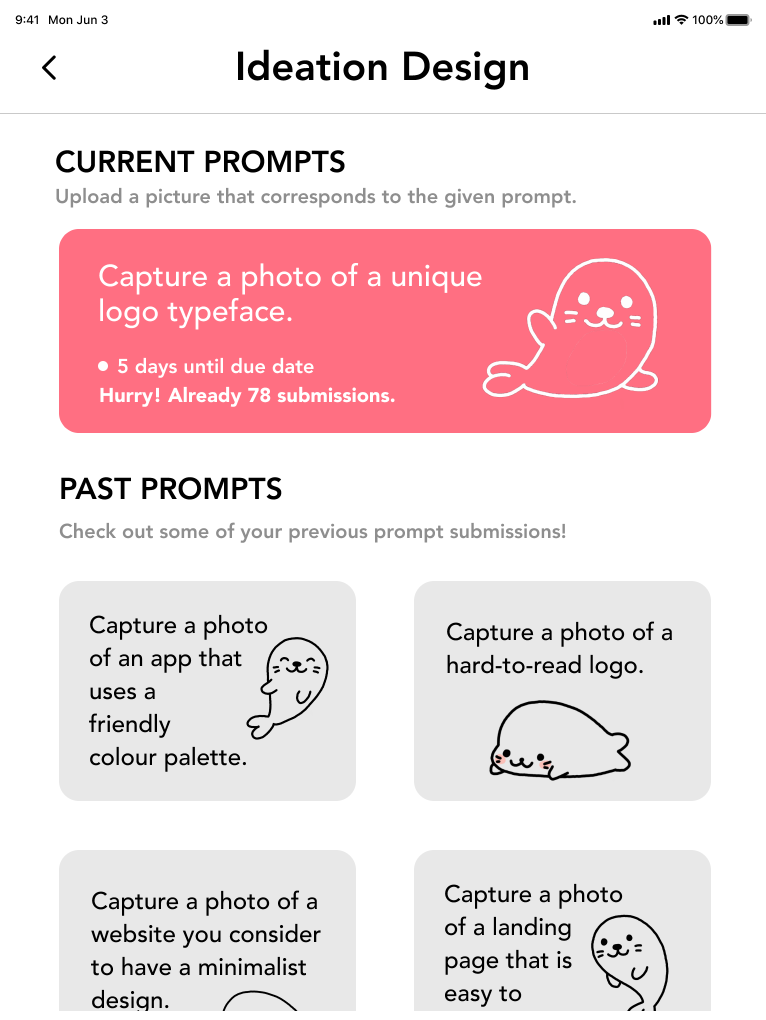 9:41 Mon Jun 3
100%
Ideation Design
CURRENT PROMPTS
Upload a picture that corresponds to the given prompt.
Capture a photo of a unique
logo typeface.
5 days until due date
Hurry! Already 78 submissions.
PAST PROMPTS
Check out some of your previous prompt submissions!
Capture a photo
of an app that
uses a
friendly
colour palette.
Capture a photo of a
hard-to-read logo.
Capture a photo of a
website you consider
to have a minimalist
design.
Capture a photo
of a landing
page that is
easy to